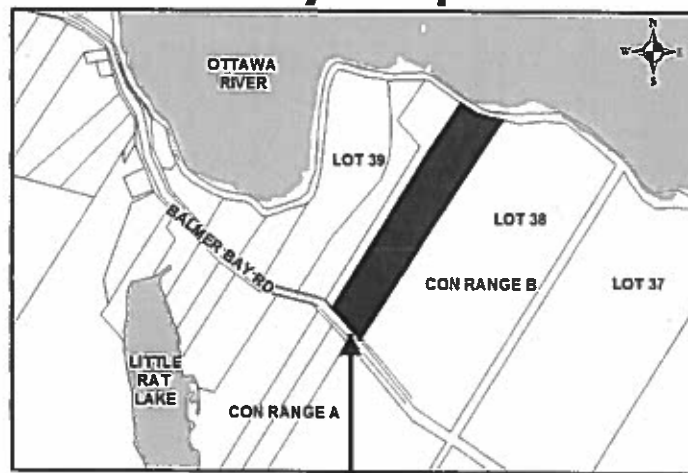 N
W E
S
OTTAWA
RIVER
LOT 39
LOT 38
BALMER BAY RD
CON RANGE B
LOT 37
LITTLE
RAT
LAKE
CON RANGE A